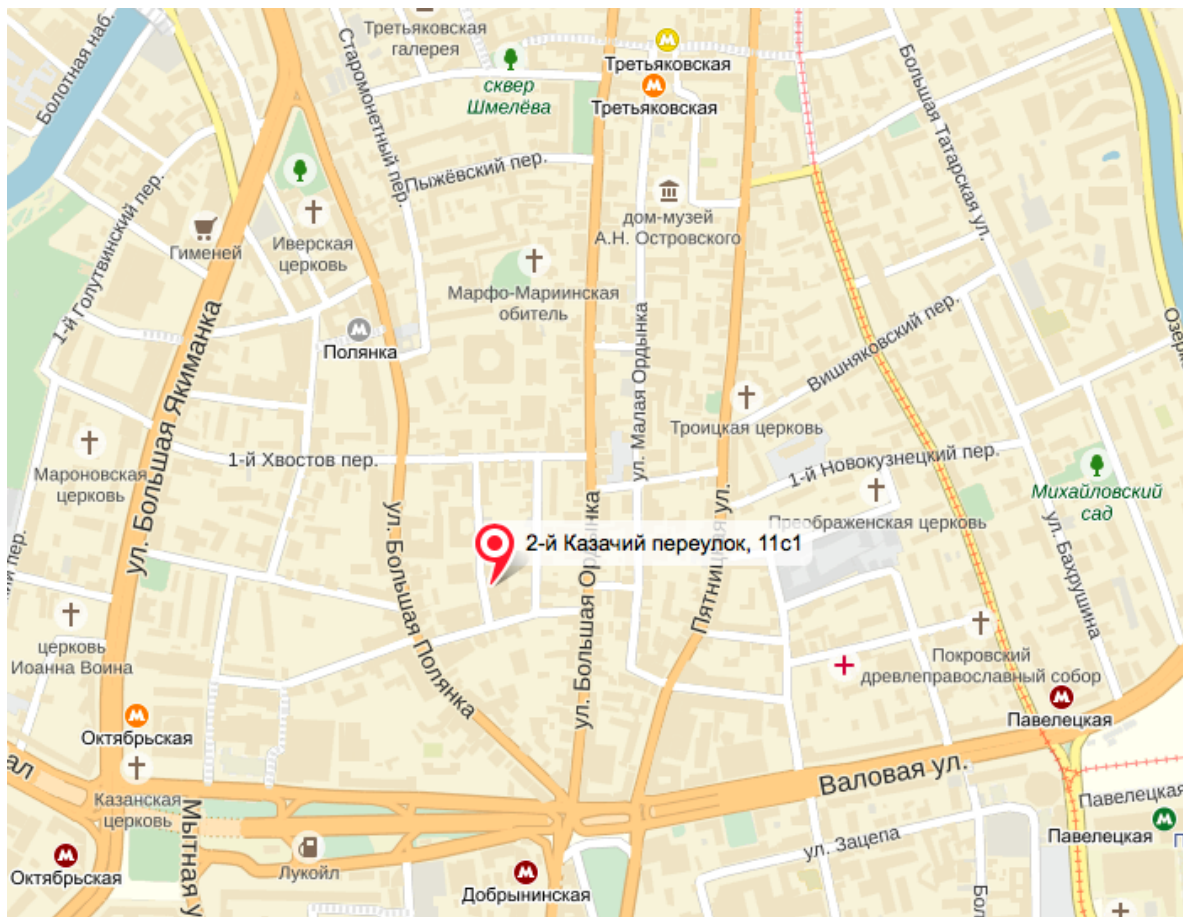 Болотная наб.
Третьяковская
галерея
Старомонетный пер.
сквер
Шмелёва
Третьяковская
Третьяковская
Большая Татарская ул.
Пыжёвский пер.
1-й Голутвинский пер.
Гименей
Иверская
церковь
дом-музей
А.Н. Островского
Марфо-Мариинская
обитель
Полянка
ул. Большая Якиманка
ул. Малая Ордынка
Вишняковский пер.
Троицкая церковь
Мароновская
церковь
1-й Хвостов пер.
1-й Новокузнецкий пер.
Михайловский
сад
Преображенская церковь
2-й Казачий переулок, 11с1
ул. Большая Полянка
ул. Большая Ордынка
Пятницкая ул.
ул. Бахрушина
пер.
церковь
Иоанна Воина
Покровский
древлеправославный собор
Павелецкая
Октябрьская
Казанская
церковь
Мытная у
Валовая ул.
Павелецкая
Павелецкая
ул. Зацепа
Октябрьская
Лукойл
Добрынинская